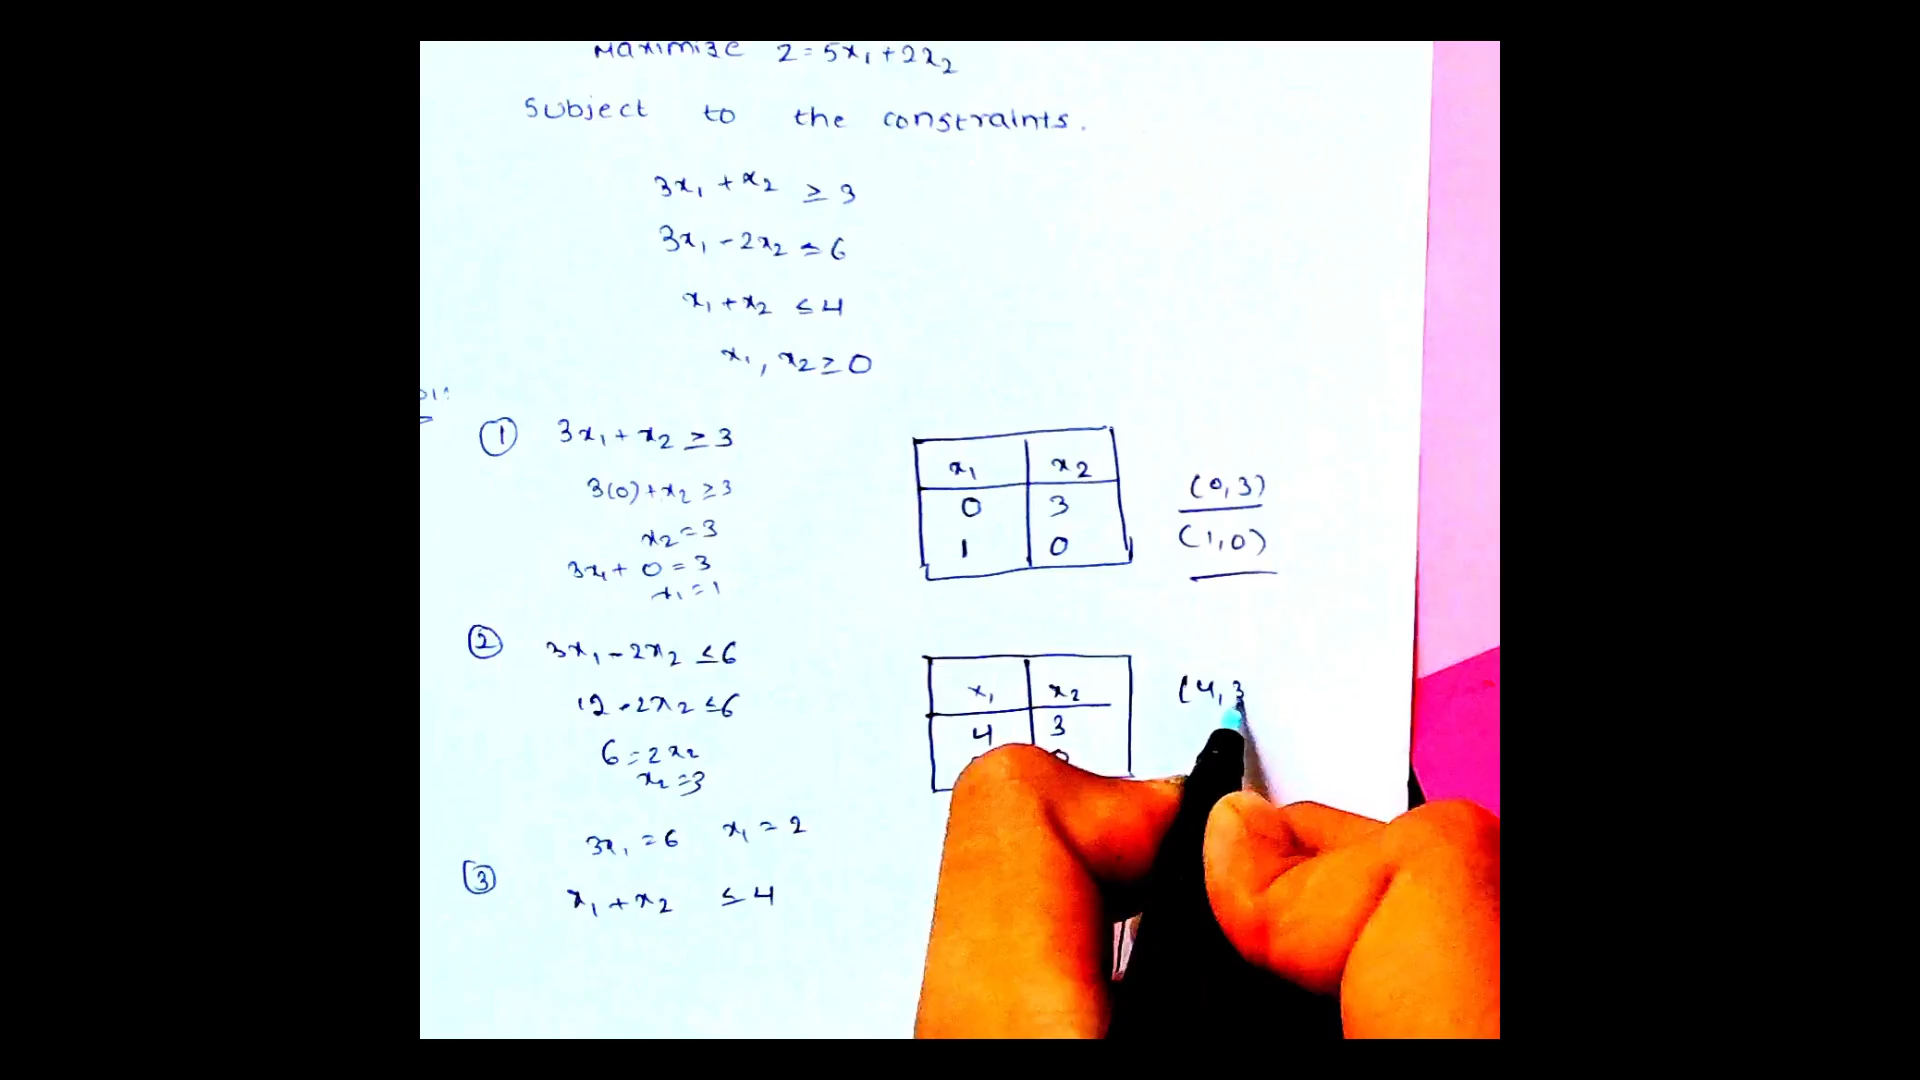 Maximize Z = 5x₁ + 2x₂
Subject to the constraints.
3x₁ + x₂ ≥ 3
3x₁ - 2x₂ ≤ 6
x₁ + x₂ ≤ 4
x₁, x₂ ≥ 0
① 3x₁ + x₂ ≥ 3
3(0) + x₂ ≥ 3
x₂ = 3
3x₁ + 0 = 3
x₁ = 1
x₁ x₂
0 3
1 0
(0,3)
(1,0)
② 3x₁ - 2x₂ ≤ 6
12 - 2x₂ ≤ 6
6 = 2x₂
x₂ = 3
3x₁ = 6 x₁ = 2
x₁ x₂
4 3
(4,3
③ x₁ + x₂ ≤ 4